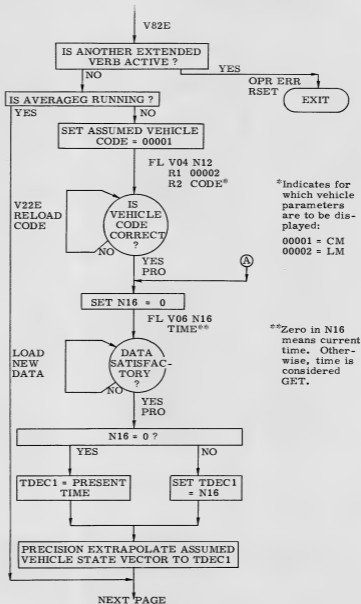 V82E
IS ANOTHER EXTENDED
VERB ACTIVE ?
NO
YES
OPR ERR
RSET
EXIT
IS AVERAGEG RUNNING ?
YES
NO
SET ASSUMED VEHICLE
CODE = 00001
FL V04 N12
R1 00002
R2 CODE*
*Indicates for
which vehicle
parameters
are to be dis-
played:
00001 = CM
00002 = LM
V22E
RELOAD
CODE
IS
VEHICLE
CODE
CORRECT
?
NO
YES
PRO
A
SET N16 = 0
FL V06 N16
TIME**
**Zero in N16
means current
time. Other-
wise, time is
considered
GET.
LOAD
NEW
DATA
DATA
SATISFAC-
TORY ?
NO
YES
PRO
N16 = 0 ?
YES
NO
TDEC1 = PRESENT
TIME
SET TDEC1
= N16
PRECISION EXTRAPOLATE ASSUMED
VEHICLE STATE VECTOR TO TDEC1
NEXT PAGE